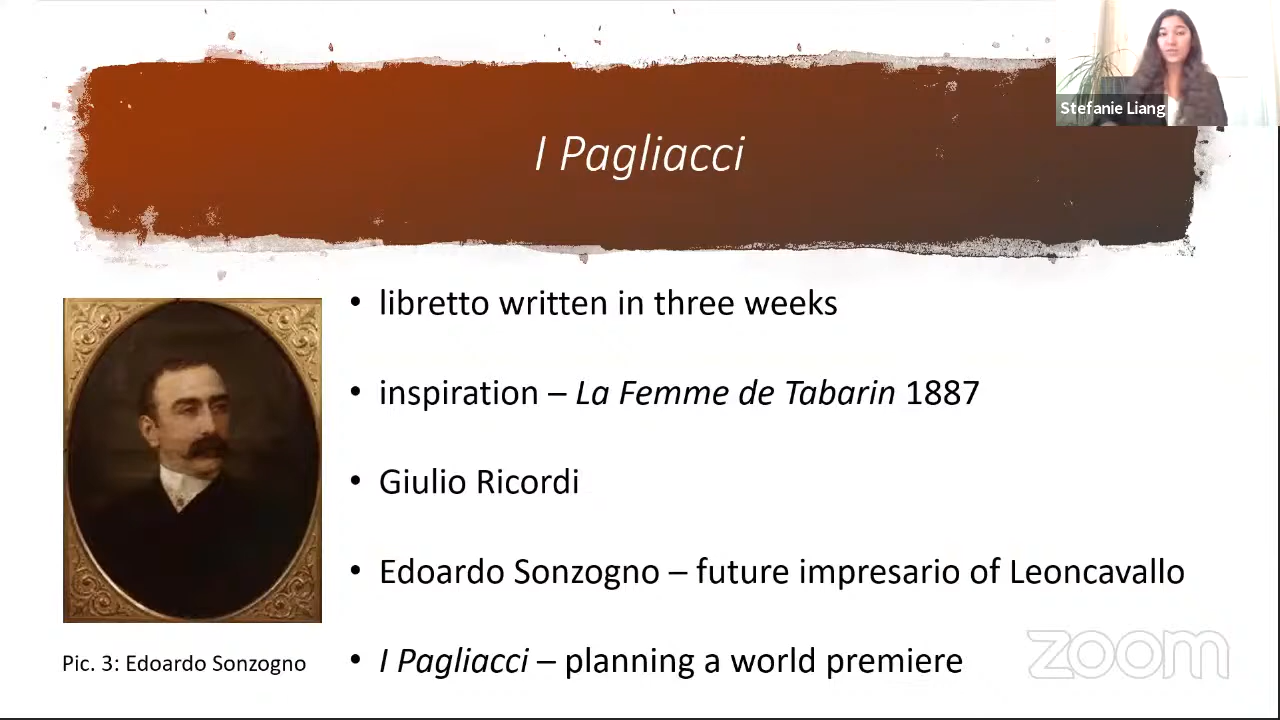 Stefanie Liang
I Pagliacci
• libretto written in three weeks
• inspiration – La Femme de Tabarin 1887
• Giulio Ricordi
• Edoardo Sonzogno – future impresario of Leoncavallo
• I Pagliacci – planning a world premiere
Pic. 3: Edoardo Sonzogno
zoom